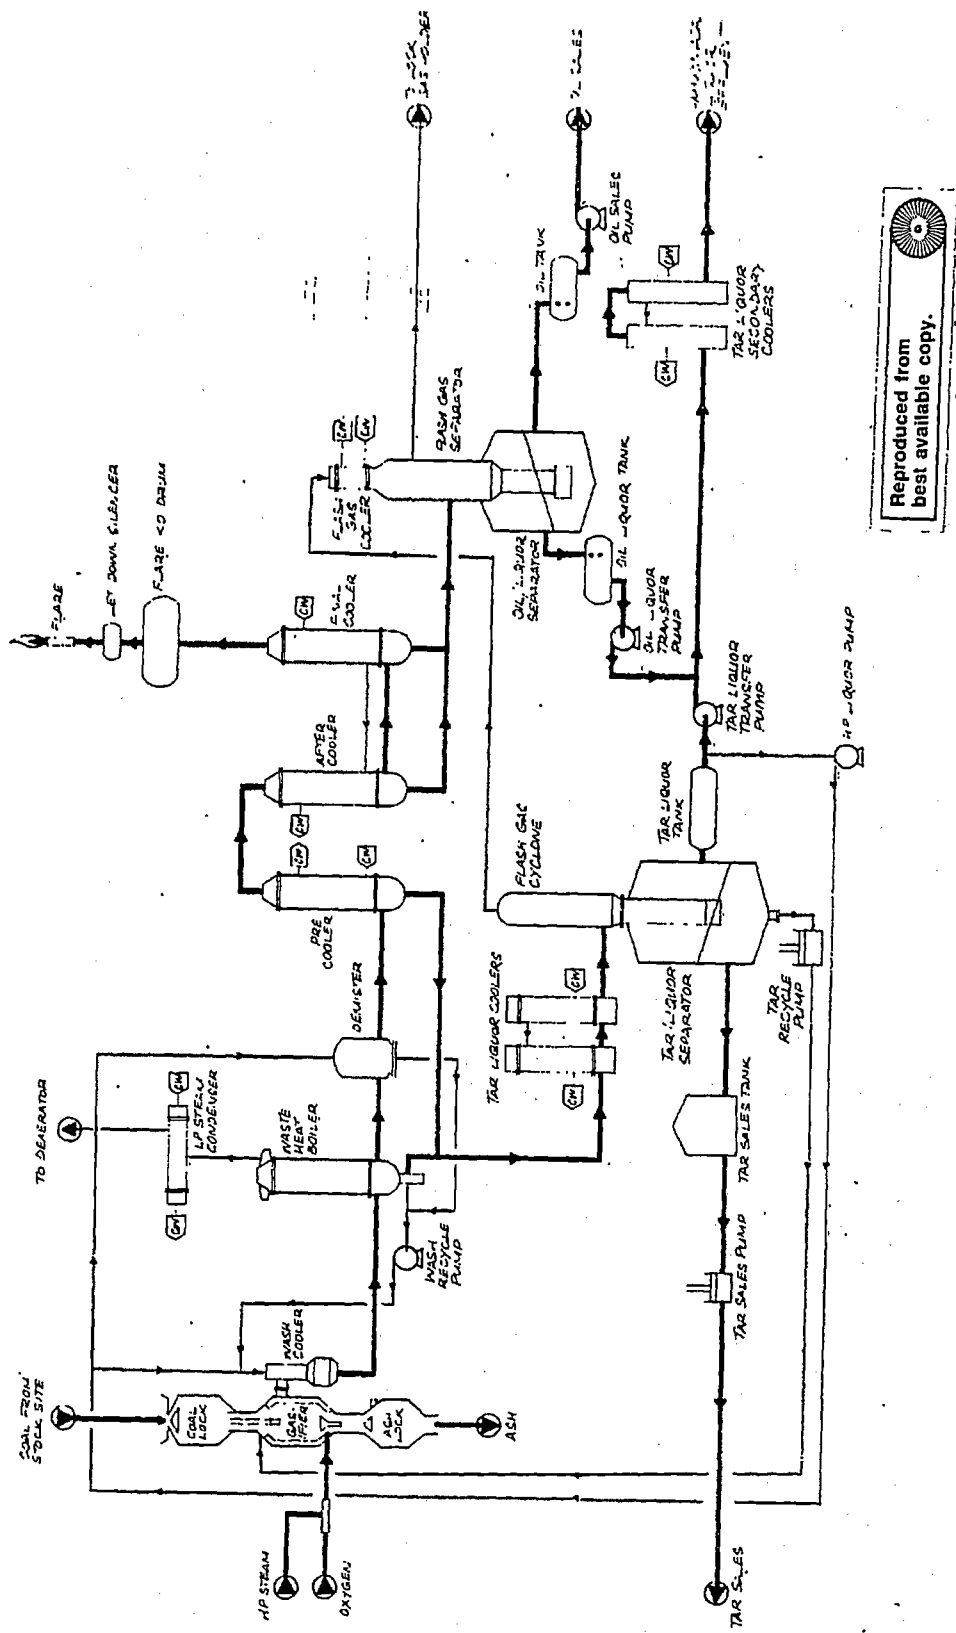 FLARE
LET DOWN SILENCER
FLARE KO DRUM
FINAL
COOLER
CW
AFTER
COOLER
CW
CW
CW
PRE
COOLER
DEMISTER
TO DEAERATOR
CW
LP STEAM
CONDENSER
CW
WASTE
HEAT
BOILER
WASH
RECYCLE
PUMP
WASH
COOLER
COAL FROM
STOCK SITE
COAL
LOCK
GAS-
IFIER
ASH
LOCK
ASH
HP STEAM
OXYGEN
GAS HOLDER
FLASH
GAS
COOLER
CW
CW
FLASH GAS
SEPARATOR
OIL SALES
OIL TANK
OIL SALES
PUMP
OIL/LIQUOR
SEPARATOR
OIL LIQUOR TANK
OIL LIQUOR
TRANSFER
PUMP
CW
CW
TAR LIQUOR
SECONDARY
COOLERS
TAR LIQUOR
TRANSFER
PUMP
HP LIQUOR PUMP
TAR LIQUOR
TANK
FLASH GAS
CYCLONE
TAR LIQUOR COOLERS
CW
CW
TAR/LIQUOR
SEPARATOR
TAR
RECYCLE
PUMP
TAR SALES TANK
TAR SALES PUMP
TAR SALES
Reproduced from
best available copy.